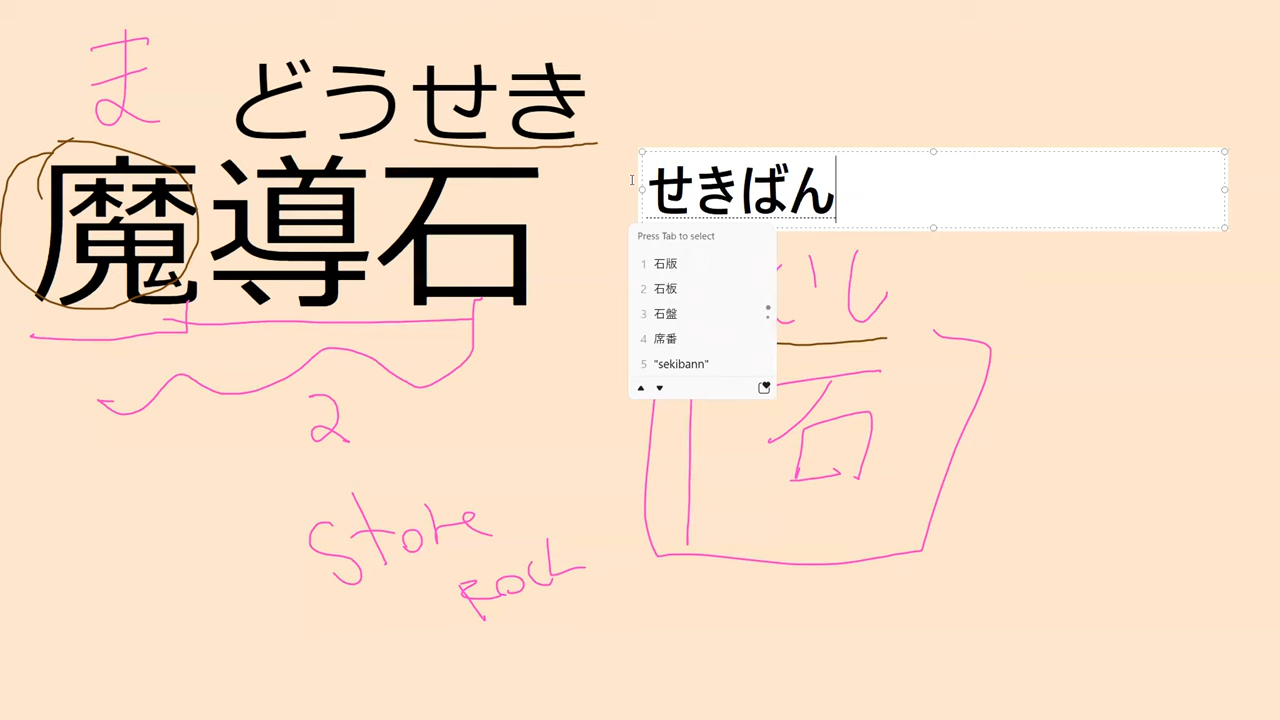 ま
どうせき
魔導石
せきばん
Press Tab to select
1 石版
2 石板
3 石盤
4 席番
5 "sekibann"
石
2
Store
rock